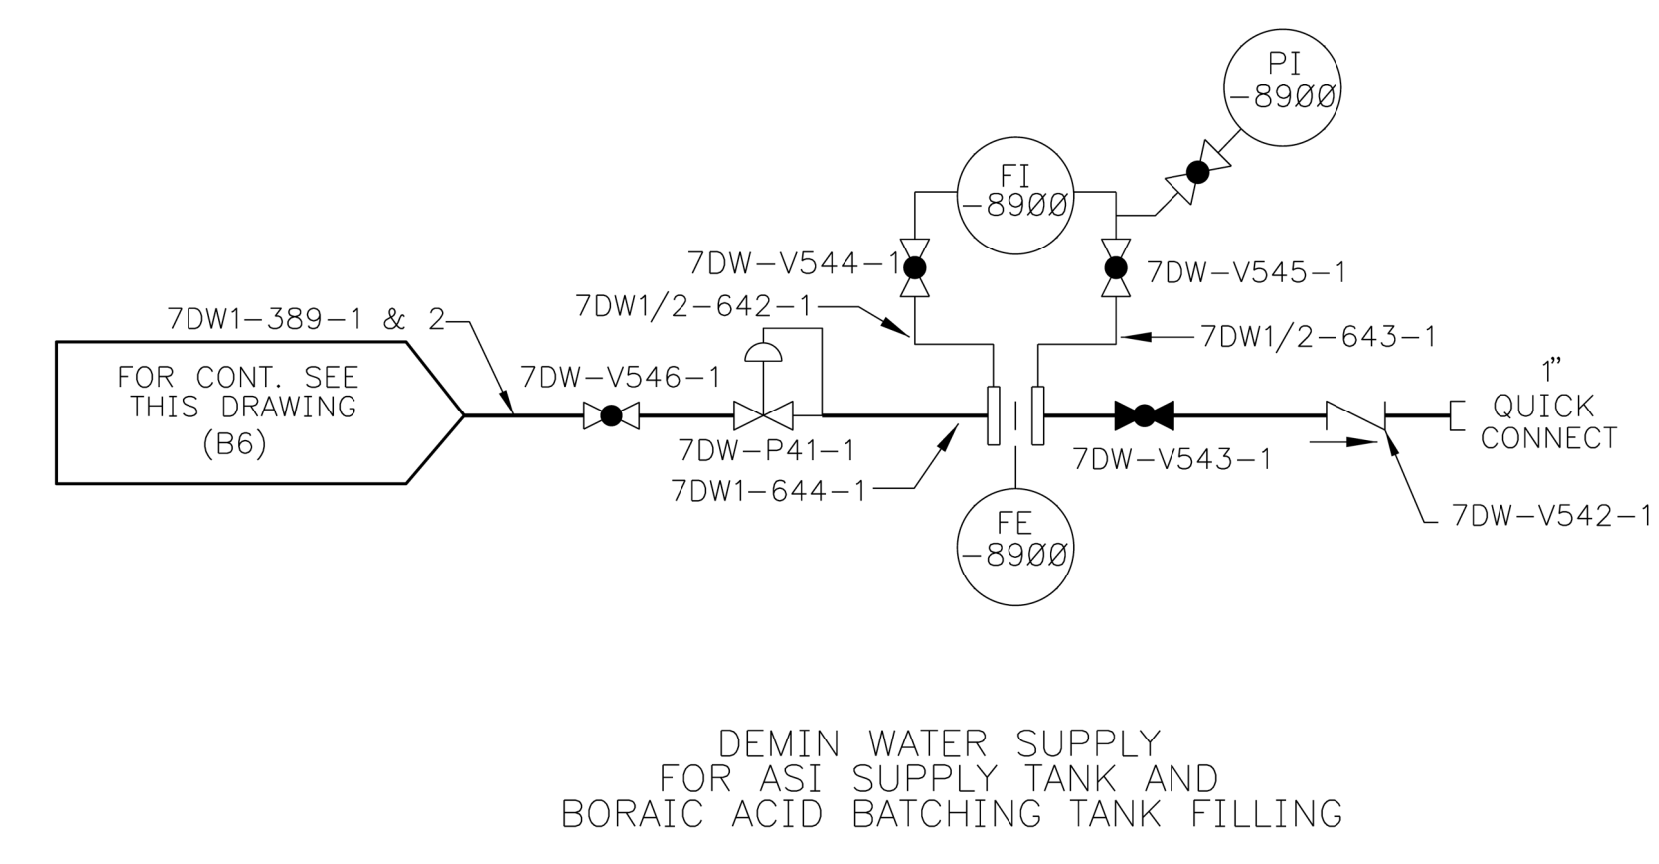 PI
-89ØØ
FI
-89ØØ
7DW-V544-1
7DW-V545-1
7DW1/2-642-1
7DW1-389-1 & 2
7DW1/2-643-1
FOR CONT. SEE
THIS DRAWING
(B6)
7DW-V546-1
1"
QUICK
CONNECT
7DW-P41-1
7DW-V543-1
7DW1-644-1
7DW-V542-1
FE
-89ØØ
DEMIN WATER SUPPLY
FOR ASI SUPPLY TANK AND
BORAIC ACID BATCHING TANK FILLING